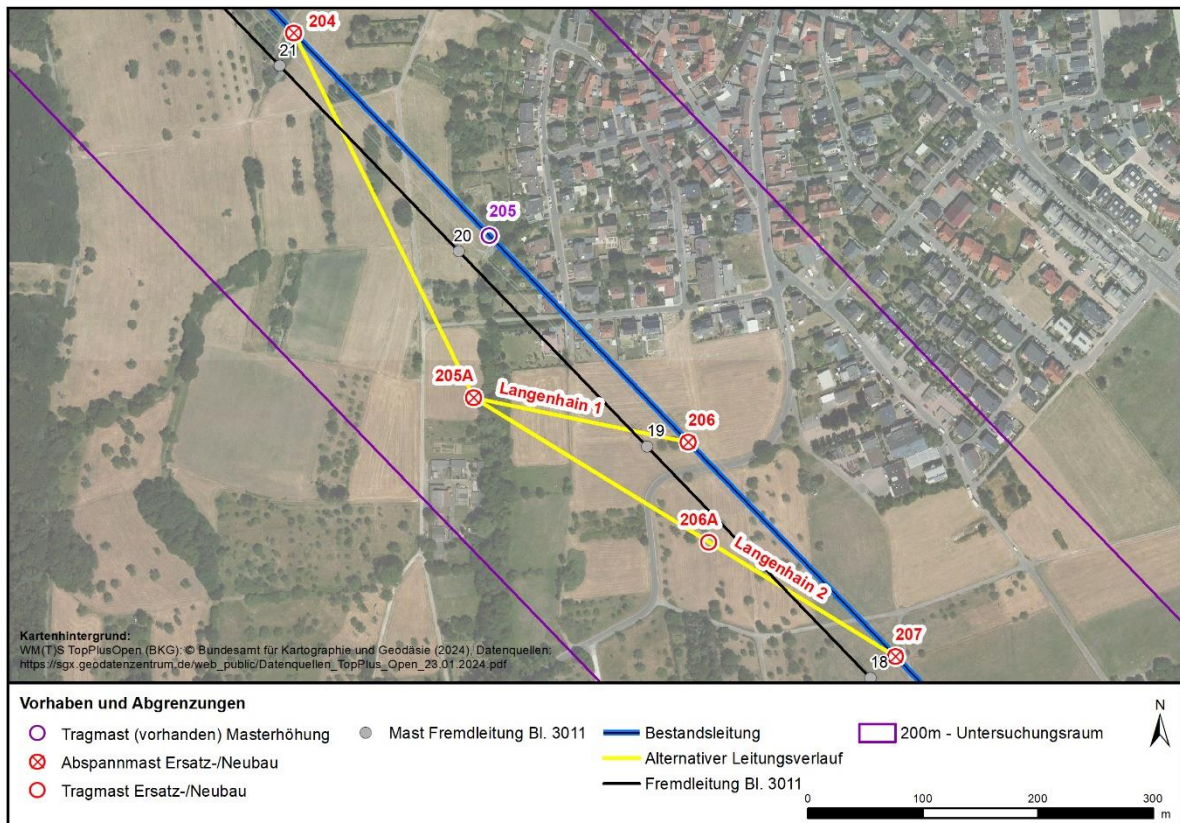 204
21
205
20
205A
Langenhain 1
206
19
206A
Langenhain 2
207
18
Kartenhintergrund:
WM(T)S TopPlusOpen (BKG): © Bundesamt für Kartographie und Geodäsie (2024), Datenquellen:
https://sgx.geodatenzentrum.de/web_public/Datenquellen_TopPlus_Open_23.01.2024.pdf
Vorhaben und Abgrenzungen
Tragmast (vorhanden) Masterhöhung
Abspannmast Ersatz-/Neubau
Tragmast Ersatz-/Neubau
Mast Fremdleitung Bl. 3011
Bestandsleitung
Alternativer Leitungsverlauf
Fremdleitung Bl. 3011
200m - Untersuchungsraum
N
0 100 200 300
m